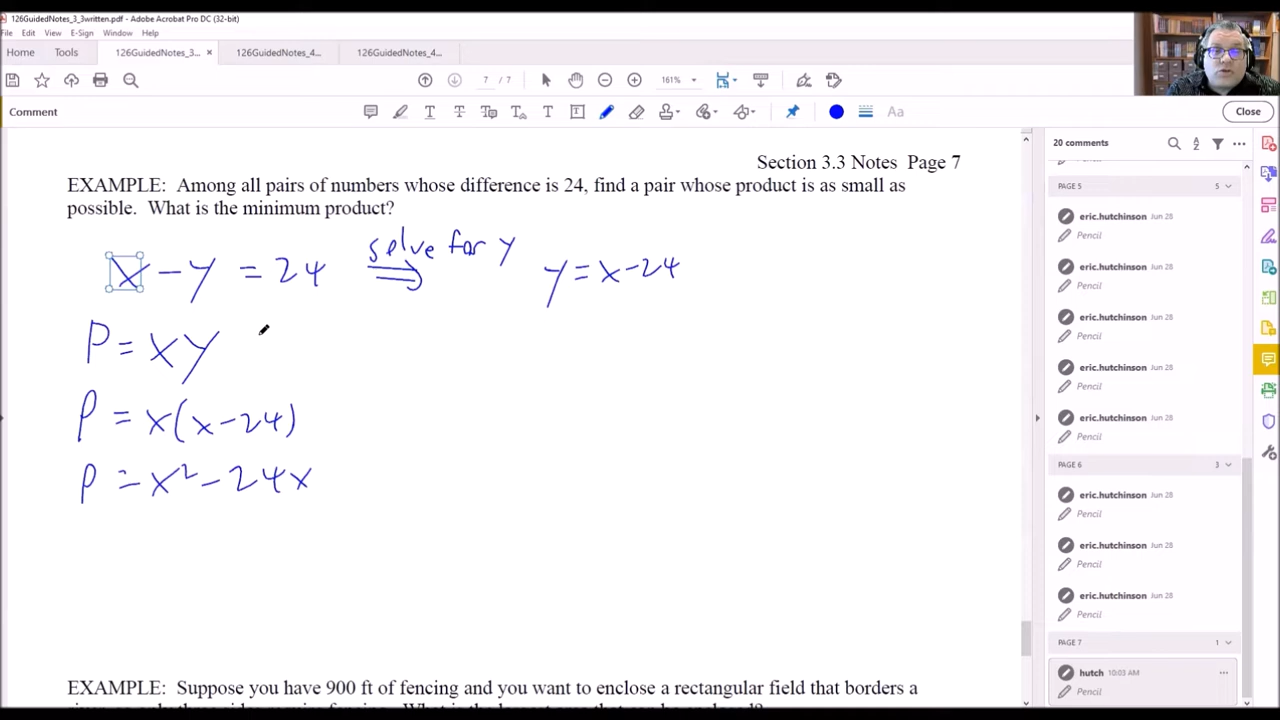 126GuidedNotes_3_3written.pdf - Adobe Acrobat Pro DC (32-bit)
File Edit View E-Sign Window Help
Home Tools 126GuidedNotes_3... × 126GuidedNotes_4... 126GuidedNotes_4...
7 / 7 161%
Comment Aa Close
20 comments
Section 3.3 Notes Page 7
EXAMPLE: Among all pairs of numbers whose difference is 24, find a pair whose product is as small as
possible. What is the minimum product?
x - y = 24 solve for y y = x - 24
P = xy
P = x(x - 24)
P = x² - 24x
EXAMPLE: Suppose you have 900 ft of fencing and you want to enclose a rectangular field that borders a
PAGE 5 5
eric.hutchinson Jun 28
Pencil
eric.hutchinson Jun 28
Pencil
eric.hutchinson Jun 28
Pencil
eric.hutchinson Jun 28
Pencil
eric.hutchinson Jun 28
Pencil
PAGE 6 3
eric.hutchinson Jun 28
Pencil
eric.hutchinson Jun 28
Pencil
eric.hutchinson Jun 28
Pencil
PAGE 7 1
hutch 10:03 AM
Pencil